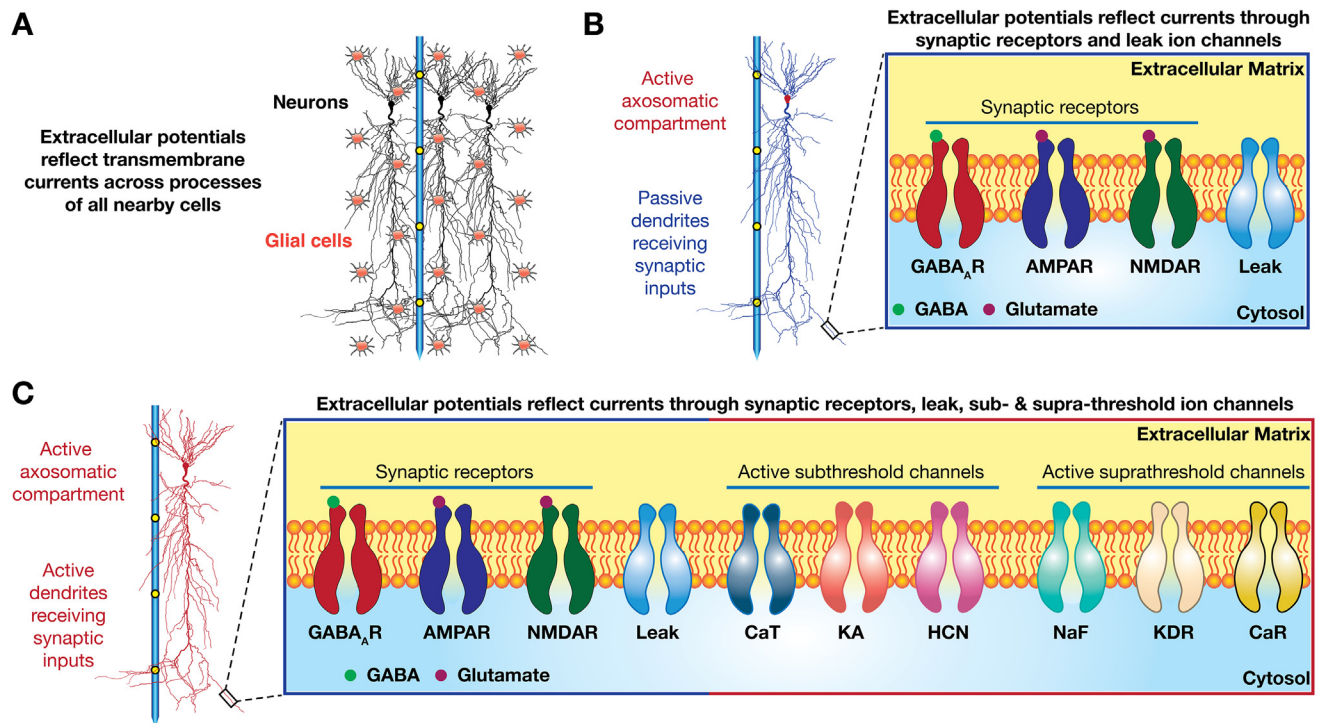 A
Neurons
Extracellular potentials
reflect transmembrane
currents across processes
of all nearby cells
Glial cells
B
Extracellular potentials reflect currents through
synaptic receptors and leak ion channels
Active
axosomatic
compartment
Passive
dendrites
receiving
synaptic
inputs
Extracellular Matrix
Synaptic receptors
GABAAR AMPAR NMDAR Leak
GABA Glutamate
Cytosol
C
Extracellular potentials reflect currents through synaptic receptors, leak, sub- & supra-threshold ion channels
Active
axosomatic
compartment
Active
dendrites
receiving
synaptic
inputs
Extracellular Matrix
Synaptic receptors Active subthreshold channels Active suprathreshold channels
GABAAR AMPAR NMDAR Leak CaT KA HCN NaF KDR CaR
GABA Glutamate
Cytosol